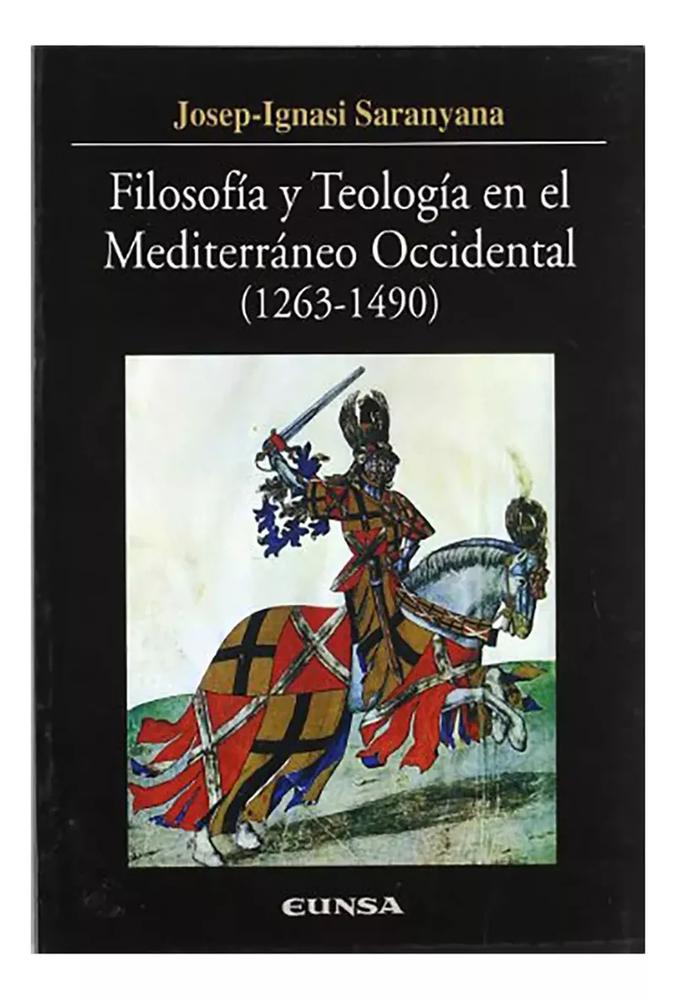 Josep-Ignasi Saranyana
Filosofía y Teología en el
Mediterráneo Occidental
(1263-1490)
EUNSA